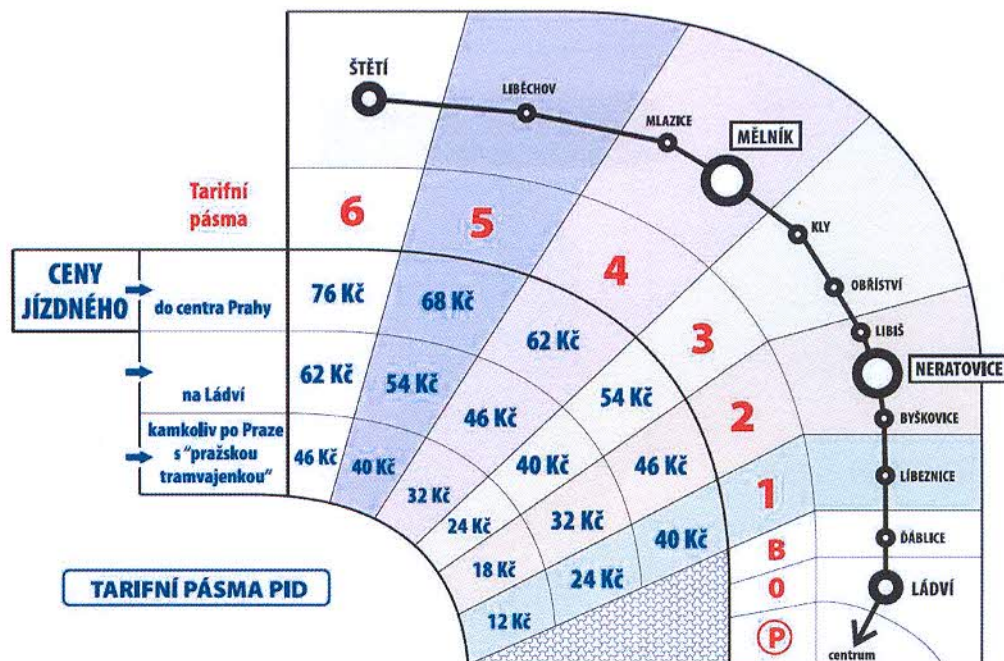 ŠTĚTÍ
LIBĚCHOV
MLAZICE
MĚLNÍK
KLY
OBŘÍSTVÍ
LIBIŠ
NERATOVICE
BYŠKOVICE
LÍBEZNICE
ĎÁBLICE
LÁDVÍ
centrum
Tarifní
pásma
6
5
4
3
2
1
B
0
P
CENY
JÍZDNÉHO
do centra Prahy
76 Kč
68 Kč
62 Kč
54 Kč
46 Kč
40 Kč
na Ládví
62 Kč
54 Kč
46 Kč
40 Kč
32 Kč
24 Kč
kamkoliv po Praze
s "pražskou
tramvajenkou"
46 Kč
40 Kč
32 Kč
24 Kč
18 Kč
12 Kč
TARIFNÍ PÁSMA PID